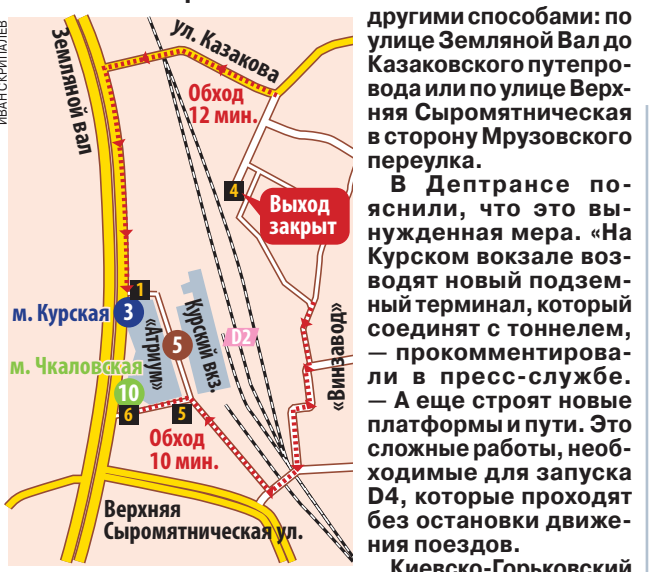 ИВАН СКРИПАЛЕВ
Земляной вал
ул. Казакова
Обход
12 мин.
4
Выход
закрыт
1
м. Курская
3
«Атриум»
5
Курский вкз.
D2
«Винзавод»
м. Чкаловская
10
6
5
Обход
10 мин.
Верхняя
Сыромятническая ул.
другими способами: по
улице Земляной Вал до
Казаковского путепро-
вода или по улице Верх-
няя Сыромятническая
в сторону Мрузовского
переулка.
В Дептрансе по-
яснили, что это вы-
нужденная мера. «На
Курском вокзале воз-
водят новый подзем-
ный терминал, который
соединят с тоннелем,
— прокомментирова-
ли в пресс-службе.
— А еще строят новые
платформы и пути. Это
сложные работы, необ-
ходимые для запуска
D4, которые проходят
без остановки движе-
ния поездов.
Киевско-Горьковский